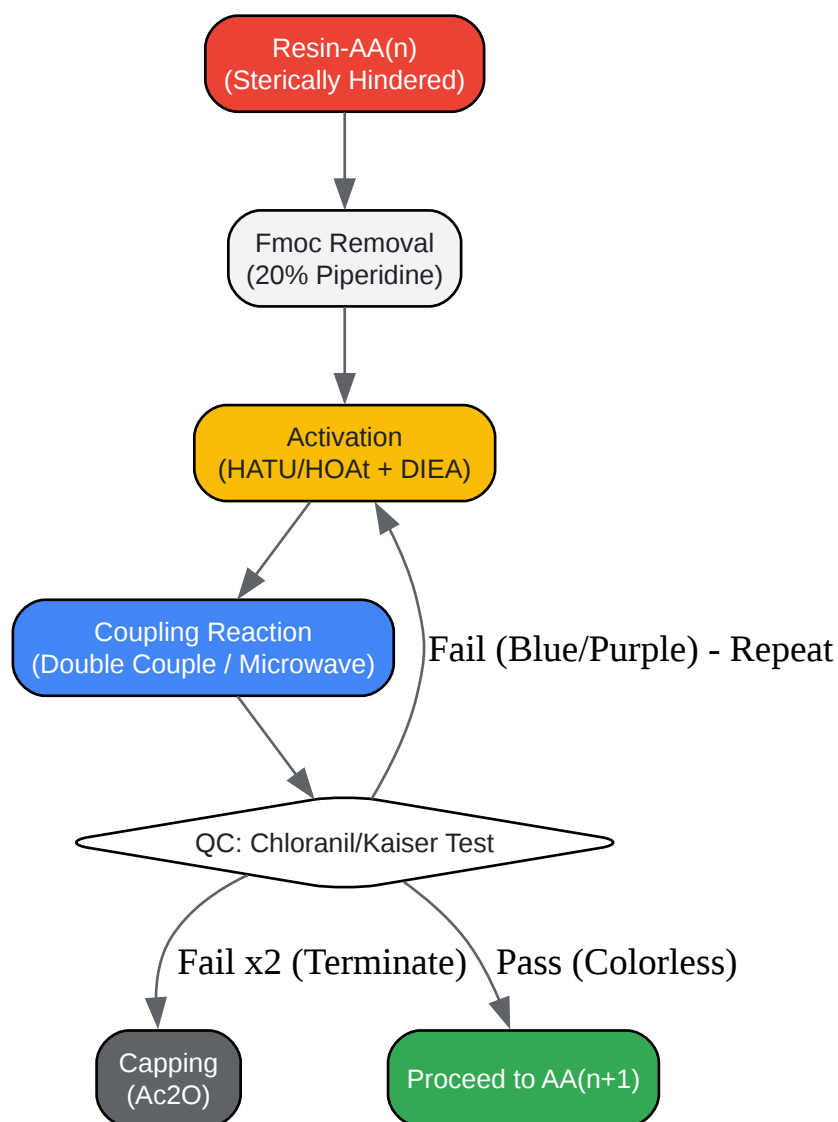 Resin-AA(n)
(Sterically Hindered)
Fmoc Removal
(20% Piperidine)
Activation
(HATU/HOAt + DIEA)
Coupling Reaction
(Double Couple / Microwave)
Fail (Blue/Purple) - Repeat
QC: Chloranil/Kaiser Test
Fail x2 (Terminate)
Pass (Colorless)
Capping
(Ac2O)
Proceed to AA(n+1)